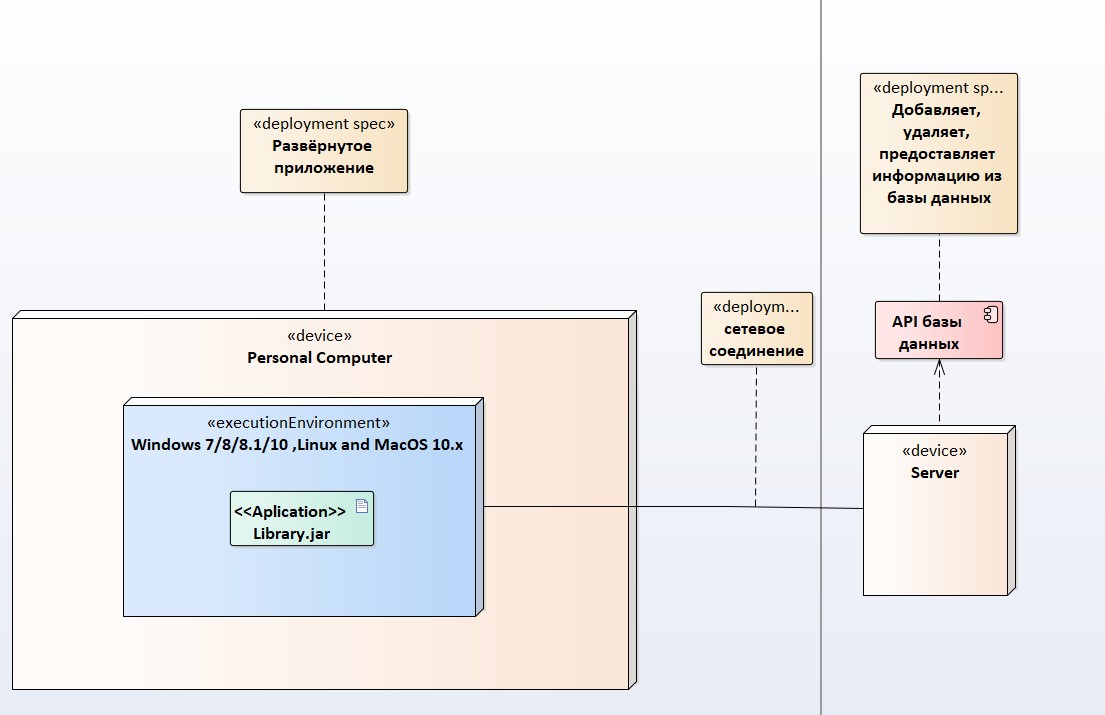 «deployment spec»
Развёрнутое
приложение
«deployment sp...
Добавляет,
удаляет,
предоставляет
информацию из
базы данных
«deploym...
сетевое
соединение
API базы
данных
«device»
Personal Computer
«executionEnvironment»
Windows 7/8/8.1/10 ,Linux and MacOS 10.x
<<Aplication>>
Library.jar
«device»
Server